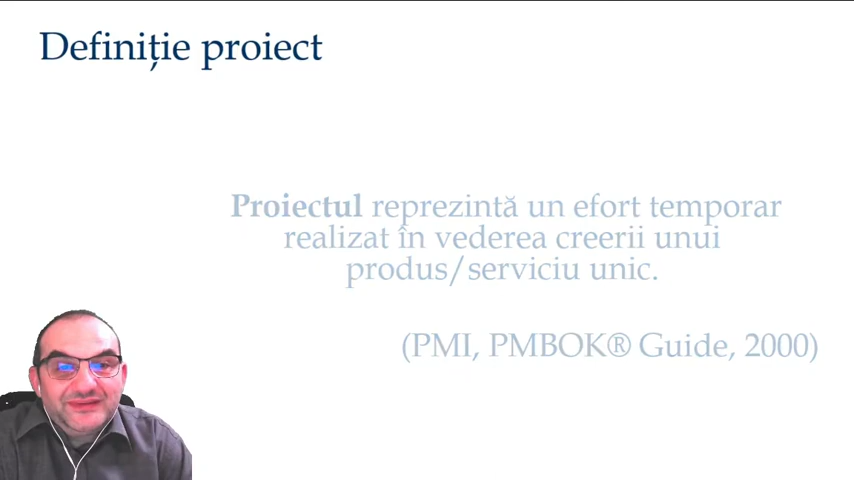 Definiție proiect
Proiectul reprezintă un efort temporar
realizat în vederea creerii unui
produs/serviciu unic.
(PMI, PMBOK® Guide, 2000)